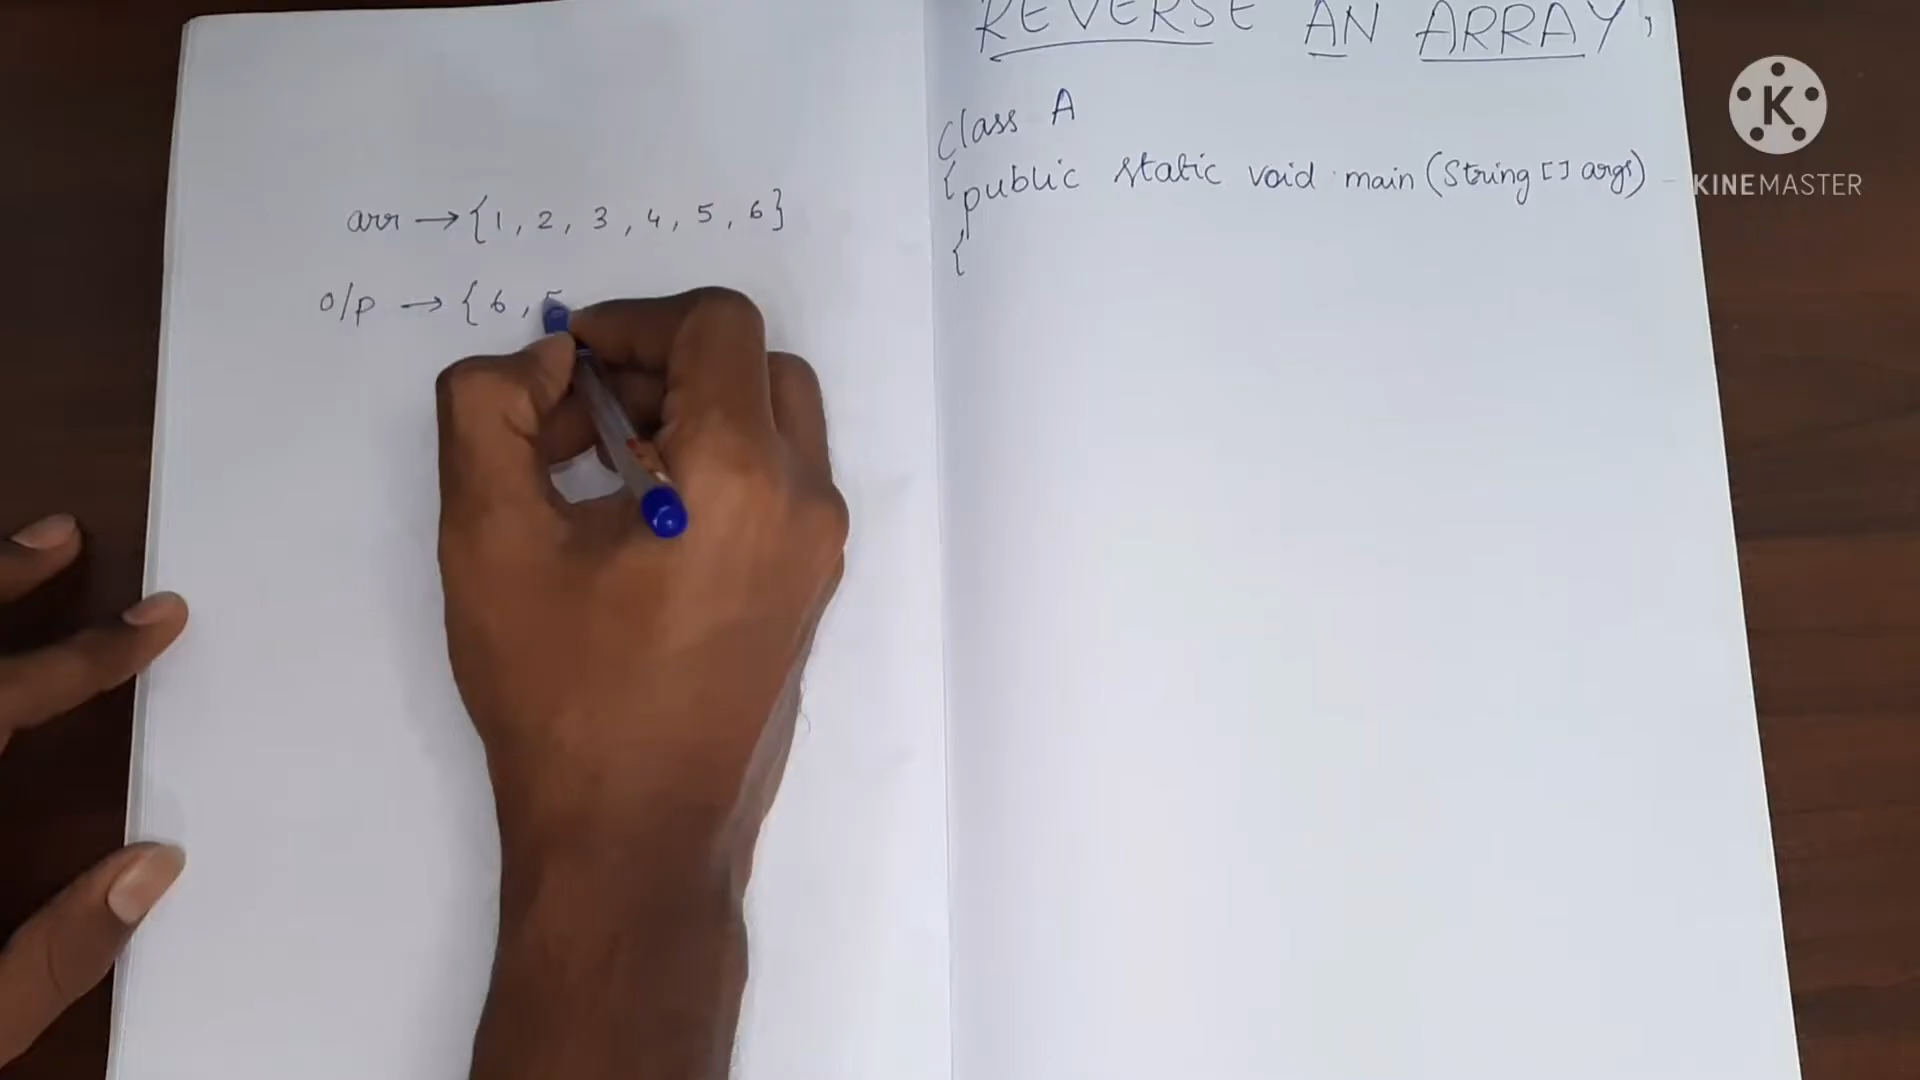 arr → {1, 2, 3, 4, 5, 6}
o/p → {6, 5
REVERSE AN ARRAY,
class A
{public static void main (String [] args)
{
K
KINEMASTER